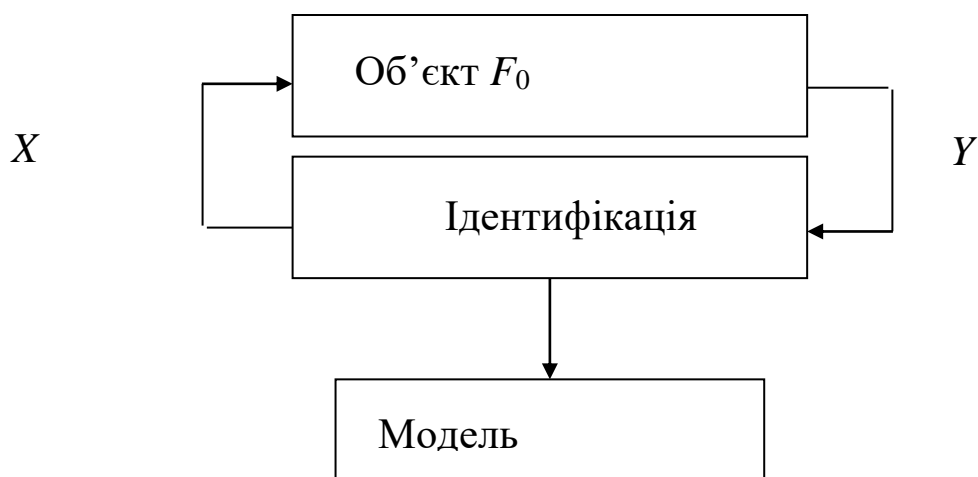 Об’єкт F₀
X
Y
Ідентифікація
Модель